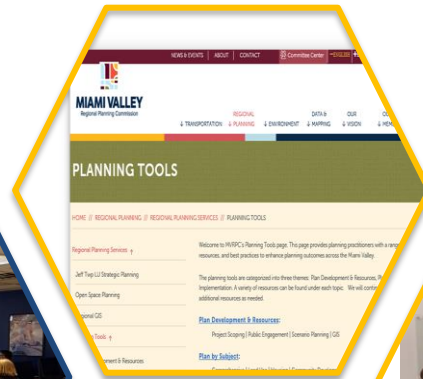 NEWS & EVENTS | ABOUT | CONTACT Committee Center ENGLISH
MIAMI VALLEY
Regional Planning Commission
↓ TRANSPORTATION REGIONAL ↓ PLANNING ↓ ENVIRONMENT DATA & ↓ MAPPING OUR ↓ VISION
PLANNING TOOLS
HOME // REGIONAL PLANNING // REGIONAL PLANNING SERVICES // PLANNING TOOLS
Regional Planning Services
Welcome to MVRPC's Planning Tools page. This page provides planning practitioners with a
resources, and best practices to enhance planning outcomes across the Miami Valley.
Jeff Twp-LU Strategic Planning
The planning tools are categorized into three themes: Plan Development & Resources,
Open Space Planning
Implementation. A variety of resources can be found under each topic. We will
additional resources as needed.
GIS
Plan Development & Resources:
Project Scoping | Public Engagement | Scenario Planning | GIS
& Resources
Plan by Subject: